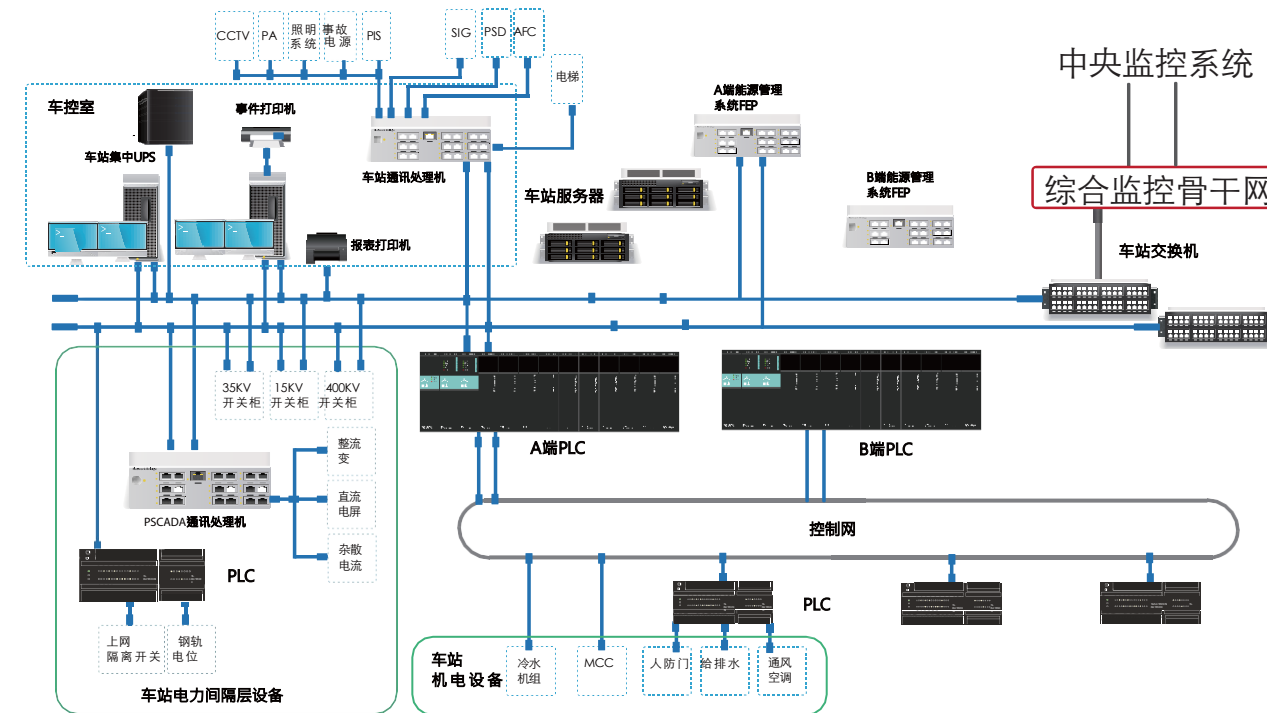 CCTV
PA
照明
系统
事故
电源
PIS
SIG
PSD
AFC
电梯
中央监控系统
综合监控骨干网
车站交换机
车控室
车站集中UPS
事件打印机
报表打印机
车站通讯处理机
车站服务器
A端能源管理
系统FEP
B端能源管理
系统FEP
35KV
开关柜
15KV
开关柜
400KV
开关柜
A端PLC
B端PLC
整流
变
直流
电屏
杂散
电流
PSCADA通讯处理机
PLC
上网
隔离开关
钢轨
电位
车站电力间隔层设备
控制网
PLC
车站
机电设备
冷水
机组
MCC
人防门
给排水
通风
空调